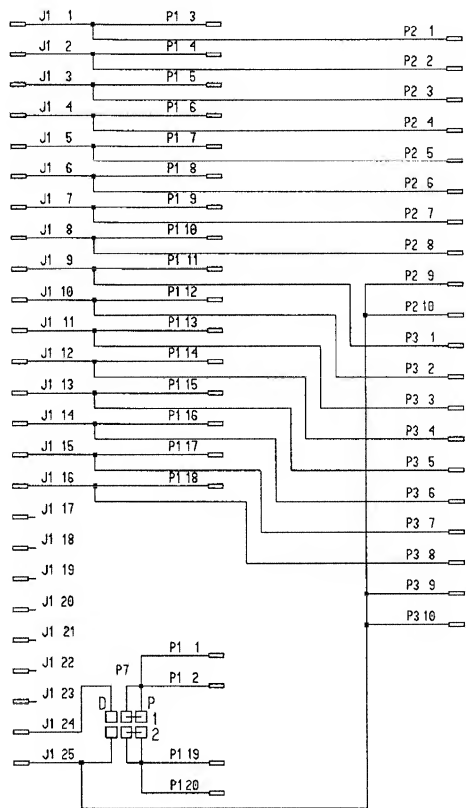 J1 1 P1 3
P2 1
J1 2 P1 4
P2 2
J1 3 P1 5
P2 3
J1 4 P1 6
P2 4
J1 5 P1 7
P2 5
J1 6 P1 8
P2 6
J1 7 P1 9
P2 7
J1 8 P1 10
P2 8
J1 9 P1 11
P2 9
J1 10 P1 12
P2 10
J1 11 P1 13
P3 1
J1 12 P1 14
P3 2
J1 13 P1 15
P3 3
J1 14 P1 16
P3 4
J1 15 P1 17
P3 5
J1 16 P1 18
P3 6
J1 17
P3 7
J1 18
P3 8
J1 19
P3 9
J1 20
P3 10
J1 21
P1 1
J1 22
P7 P1 2
J1 23
D P
J1 24 1
2
J1 25 P1 19
P1 20